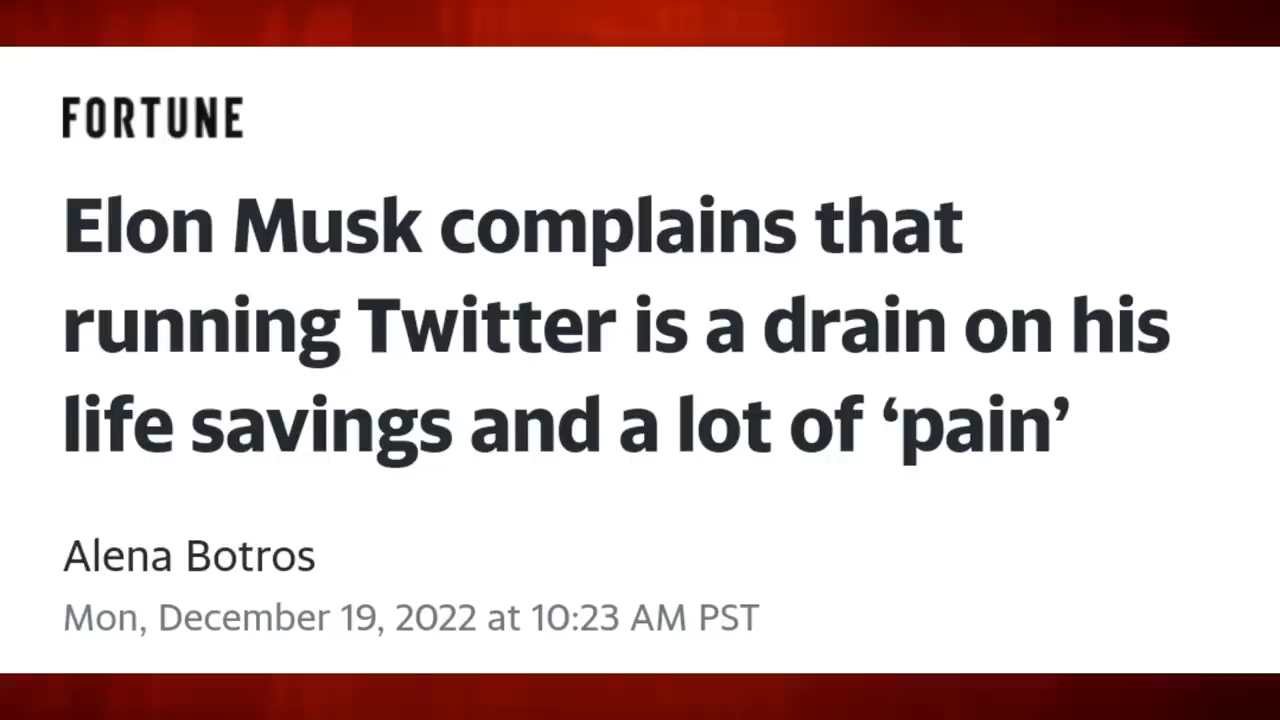 FORTUNE
Elon Musk complains that
running Twitter is a drain on his
life savings and a lot of ‘pain’
Alena Botros
Mon, December 19, 2022 at 10:23 AM PST